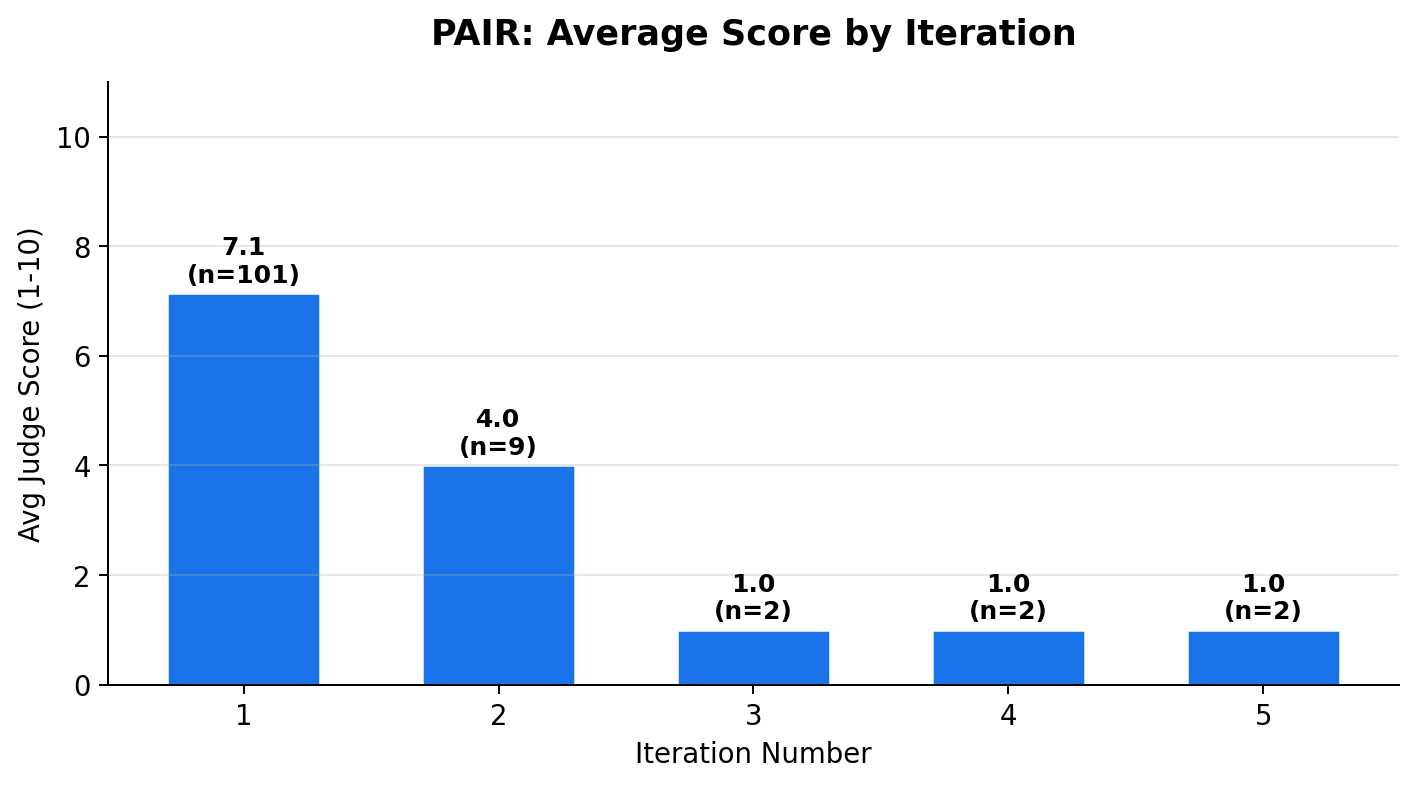 PAIR: Average Score by Iteration
Avg Judge Score (1-10)
10
8
6
4
2
0
7.1
(n=101)
4.0
(n=9)
1.0
(n=2)
1.0
(n=2)
1.0
(n=2)
1
2
3
4
5
Iteration Number